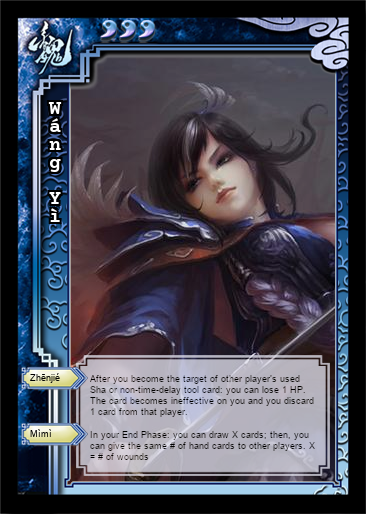 魏
Wáng Yì
Zhēnjié
After you become the target of other player's used
Sha or non-time-delay tool card: you can lose 1 HP.
The card becomes ineffective on you and you discard
1 card from that player.
Mìmì
In your End Phase: you can draw X cards; then, you
can give the same # of hand cards to other players. X
= # of wounds